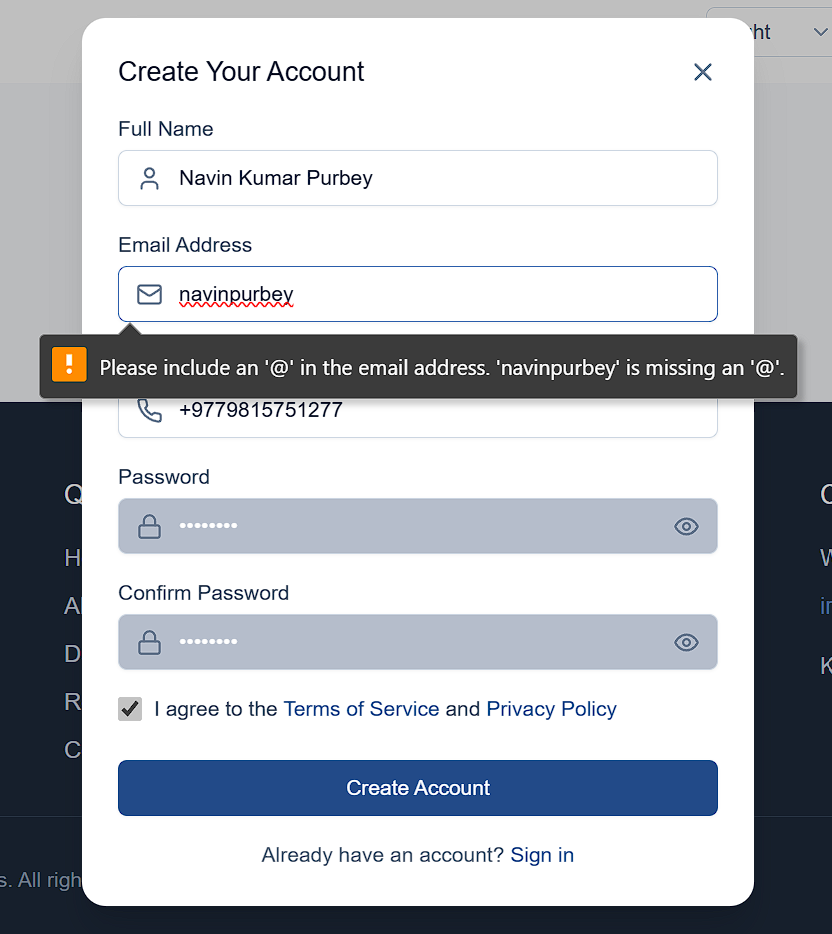 ht
Create Your Account
Full Name
Navin Kumar Purbey
Email Address
navinpurbey
Please include an '@' in the email address. 'navinpurbey' is missing an '@'.
+9779815751277
Password
••••••••
Confirm Password
••••••••
I agree to the Terms of Service and Privacy Policy
Create Account
Already have an account? Sign in
Q
H
A
D
R
C
s. All righ